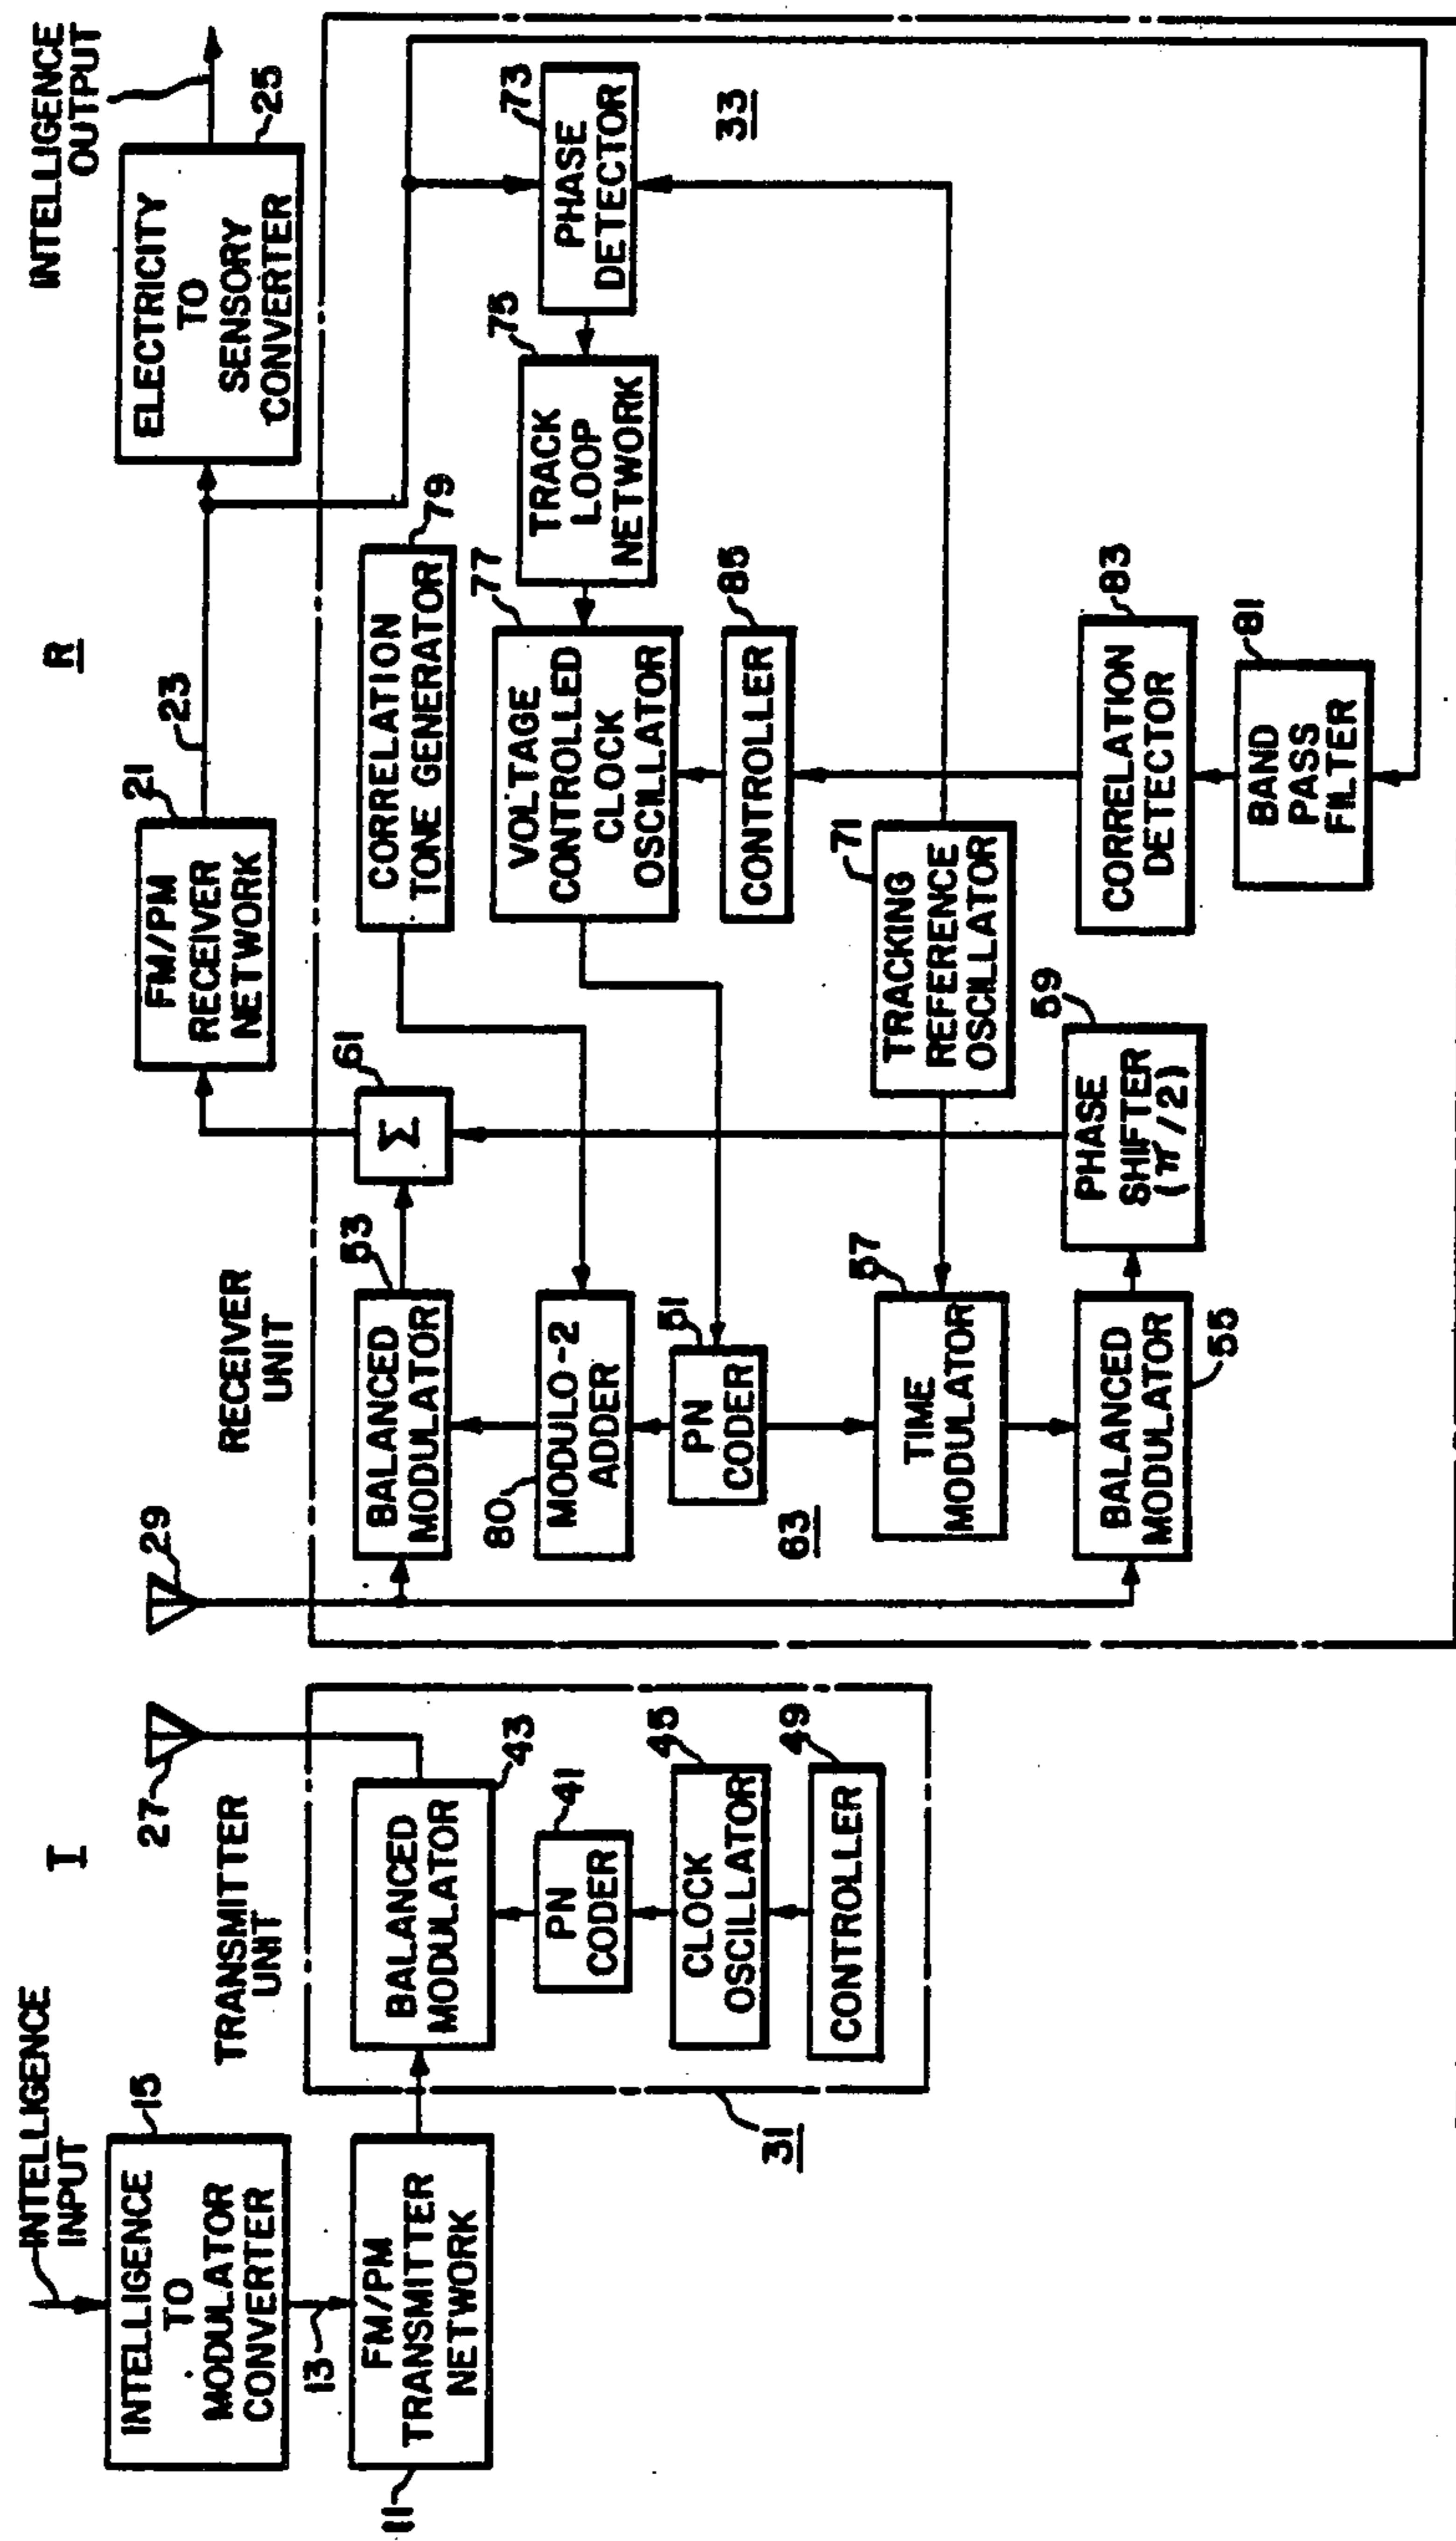 INTELLIGENCE
INPUT
INTELLIGENCE
TO
MODULATOR
CONVERTER
15
13
FM/PM
TRANSMITTER
NETWORK
11
T
TRANSMITTER
UNIT
27
BALANCED
MODULATOR
43
PN
CODER
41
CLOCK
OSCILLATOR
45
CONTROLLER
49
31
R
RECEIVER
UNIT
29
BALANCED
MODULATOR
53
MODULO-2
ADDER
80
PN
CODER
51
63
TIME
MODULATOR
57
BALANCED
MODULATOR
55
Σ
61
PHASE
SHIFTER
(π/2)
59
FM/PM
RECEIVER
NETWORK
21
23
CORRELATION
TONE GENERATOR
79
VOLTAGE
CONTROLLED
CLOCK
OSCILLATOR
77
CONTROLLER
85
TRACKING
REFERENCE
OSCILLATOR
71
CORRELATION
DETECTOR
83
BAND
PASS
FILTER
81
TRACK
LOOP
NETWORK
75
PHASE
DETECTOR
73
33
ELECTRICITY
TO
SENSORY
CONVERTER
25
INTELLIGENCE
OUTPUT